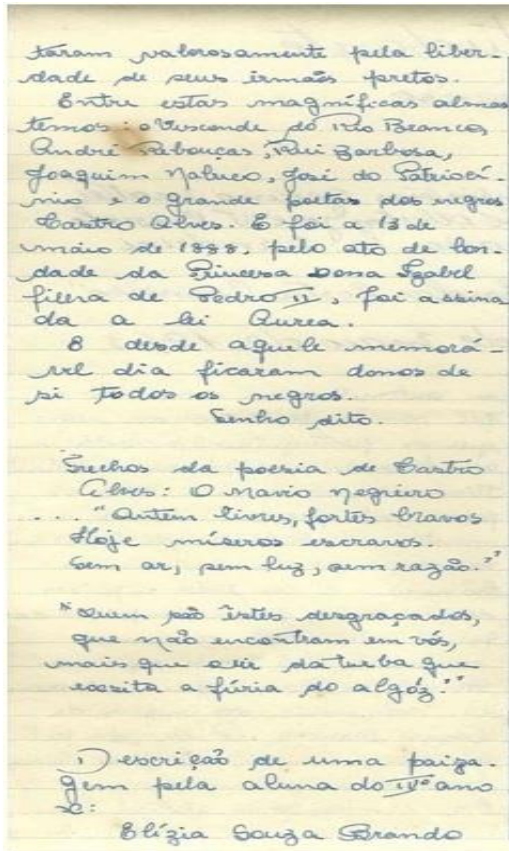 taram valorosamente pela liber-
dade de seus irmãos pretos.
Entre estas magníficas almas
temos: o Visconde do Rio Branco,
André Rebouças, Rui Barbosa,
Joaquim Nabuco, José do Patrocí-
nio e o grande poetas dos negros
Castro Alves. E foi a 13 de
maio de 1888, pelo ato de bon-
dade da Princesa Dona Izabel
filha de Pedro II, foi assina
da a lei Aurea.
E desde aquele memorá-
vel dia ficaram donos de
si todos os negros.
Tenho dito.
Trechos da poesia de Castro
Alves: O Navio Negreiro
.... "Ontem livres, fortes bravos
Hoje míseros escravos.
Sem ar, sem luz, sem razão."
"Quem são êstes desgraçados,
que não encontram em vós,
mais que o rir da turba que
excita a fúria do algóz."
Descrição de uma paiza-
gem pela aluna do IVº ano
Elízia Souza Brando